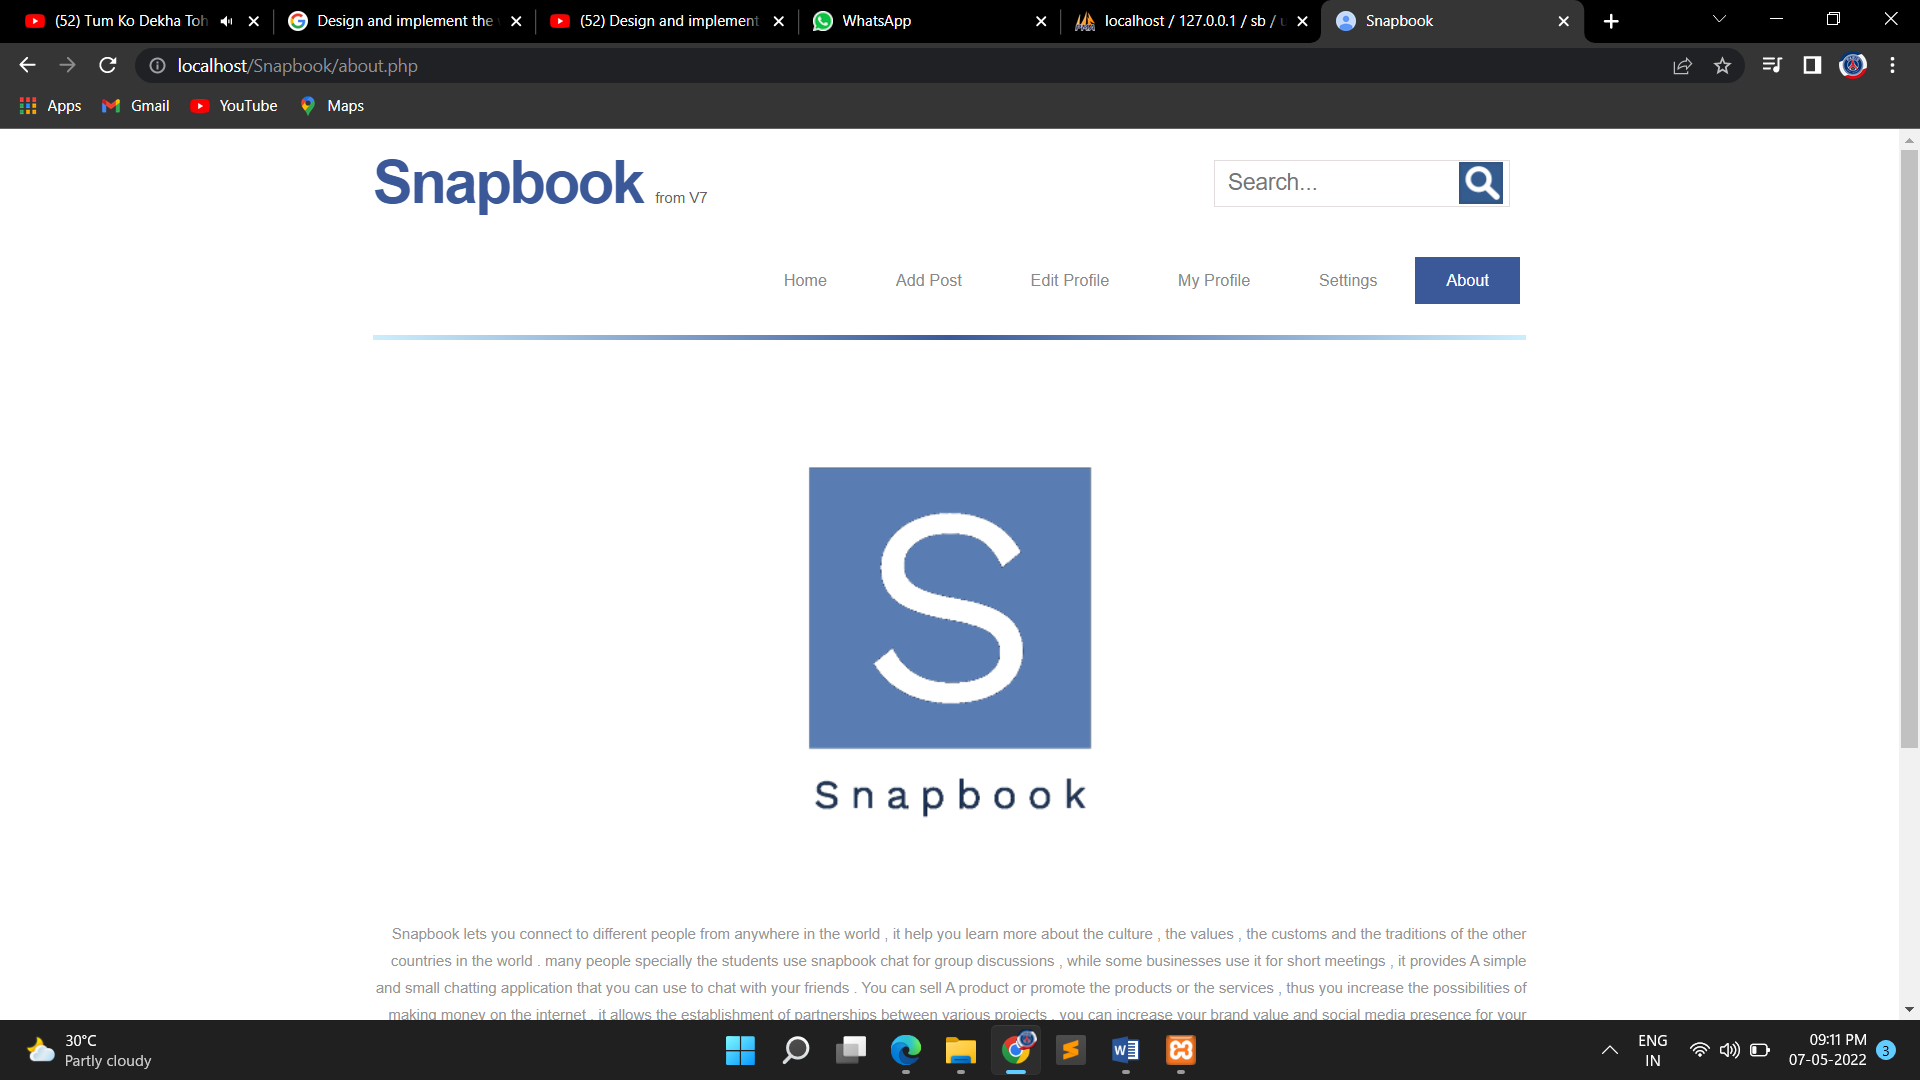 (52) Tum Ko Dekha Toh
Design and implement the
(52) Design and implement
WhatsApp
localhost / 127.0.0.1 / sb /
Snapbook
localhost/Snapbook/about.php
Apps
Gmail
YouTube
Maps
Snapbook from V7
Search...
Home
Add Post
Edit Profile
My Profile
Settings
About
S
Snapbook
Snapbook lets you connect to different people from anywhere in the world , it help you learn more about the culture , the values , the customs and the traditions of the other
countries in the world . many people specially the students use snapbook chat for group discussions , while some businesses use it for short meetings , it provides A simple
and small chatting application that you can use to chat with your friends . You can sell A product or promote the products or the services , thus you increase the possibilities of
making money on the internet , it allows the establishment of partnerships between various projects , you can increase your brand value and social media presence for your
30°C
Partly cloudy
ENG
IN
09:11 PM
07-05-2022
3